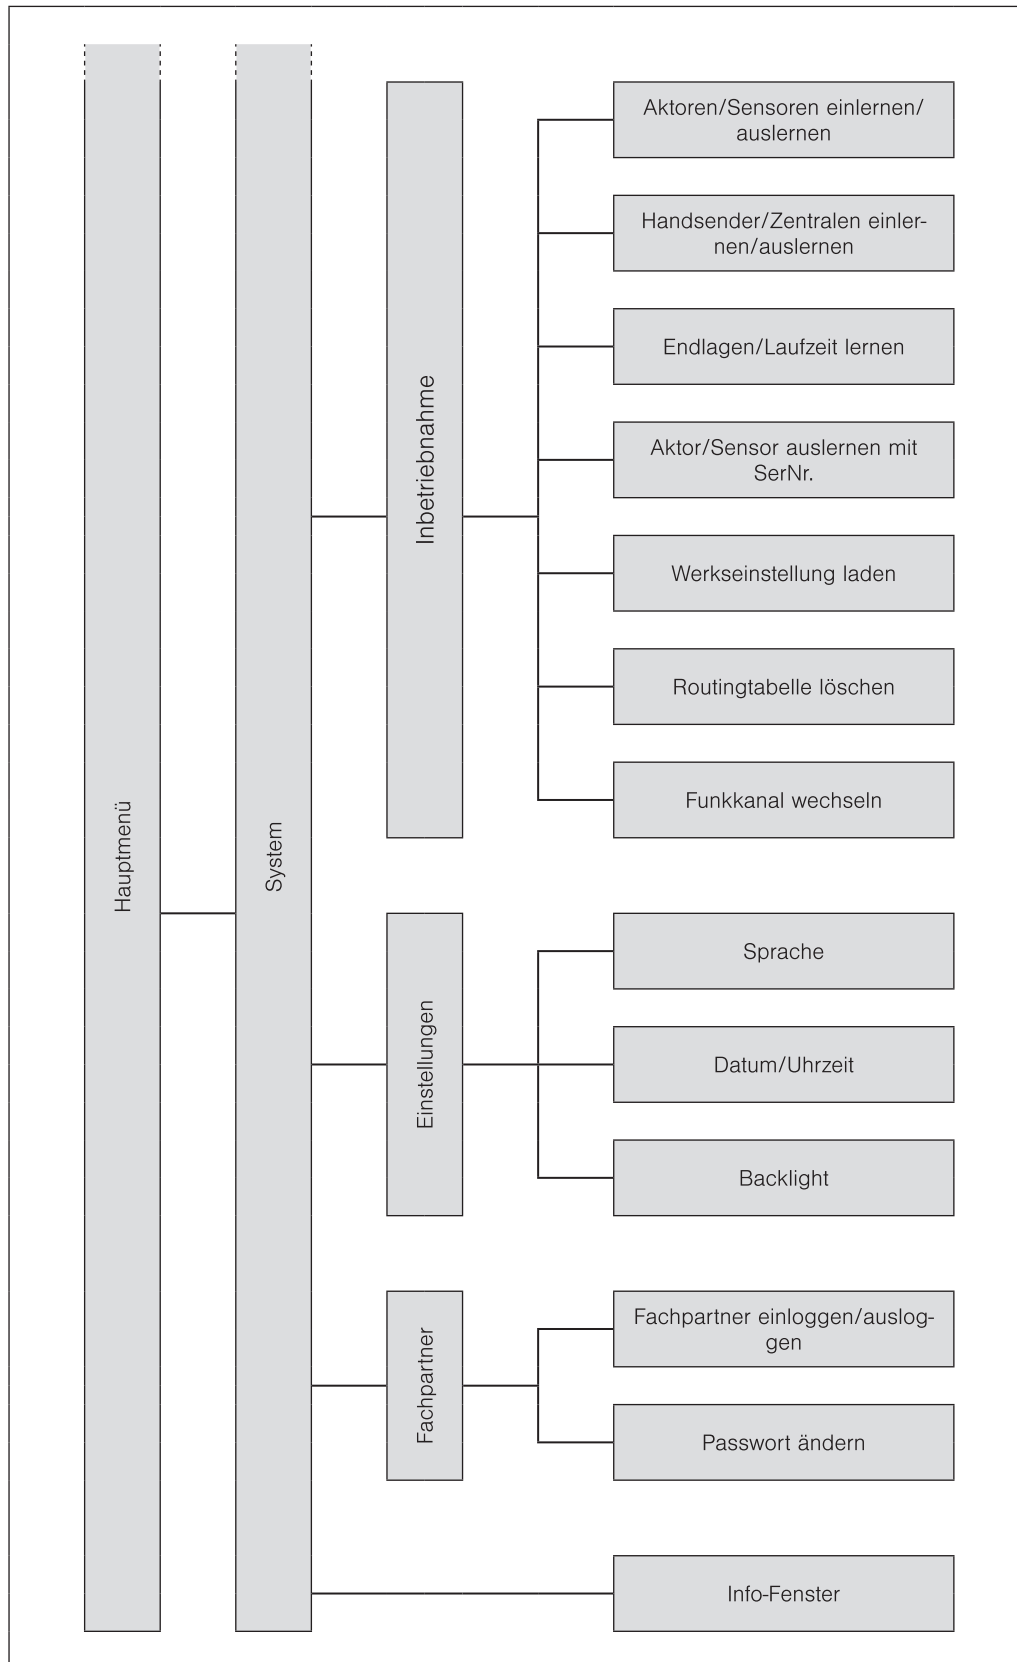 Hauptmenü
System
Inbetriebnahme
Aktoren/Sensoren einlernen/
auslernen
Handsender/Zentralen einler-
nen/auslernen
Endlagen/Laufzeit lernen
Aktor/Sensor auslernen mit
SerNr.
Werkseinstellung laden
Routingtabelle löschen
Funkkanal wechseln
Einstellungen
Sprache
Datum/Uhrzeit
Backlight
Fachpartner
Fachpartner einloggen/auslog-
gen
Passwort ändern
Info-Fenster